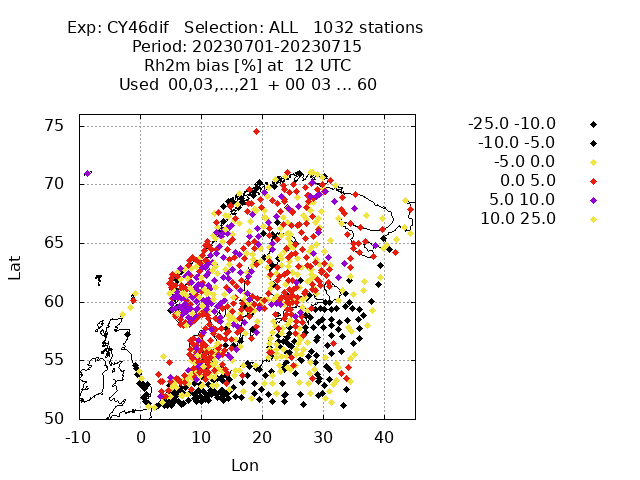 Exp: CY46dif   Selection: ALL   1032 stations
Period: 20230701-20230715
Rh2m bias [%] at  12 UTC
Used  00,03,...,21  + 00 03 ... 60
-25.0 -10.0
-10.0 -5.0
-5.0 0.0
0.0 5.0
5.0 10.0
10.0 25.0
75
70
65
60
55
50
Lat
-10 0 10 20 30 40
Lon